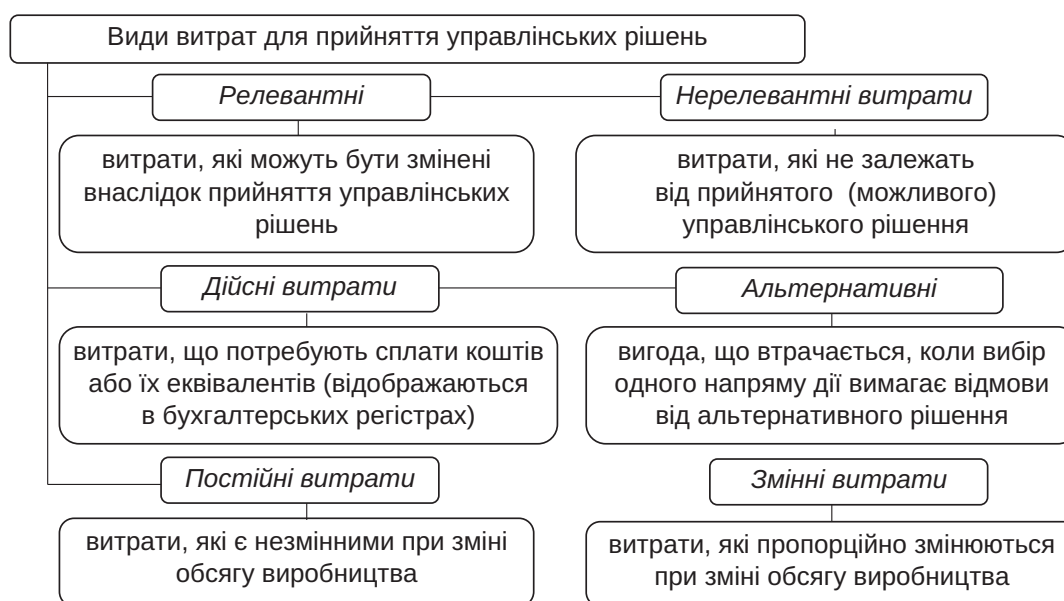 Види витрат для прийняття управлінських рішень
Релевантні
Нерелевантні витрати
витрати, які можуть бути змінені
внаслідок прийняття управлінських
рішень
витрати, які не залежать
від прийнятого (можливого)
управлінського рішення
Дійсні витрати
Альтернативні
витрати, що потребують сплати коштів
або їх еквівалентів (відображаються
в бухгалтерських регістрах)
вигода, що втрачається, коли вибір
одного напряму дії вимагає відмови
від альтернативного рішення
Постійні витрати
Змінні витрати
витрати, які є незмінними при зміні
обсягу виробництва
витрати, які пропорційно змінюються
при зміні обсягу виробництва